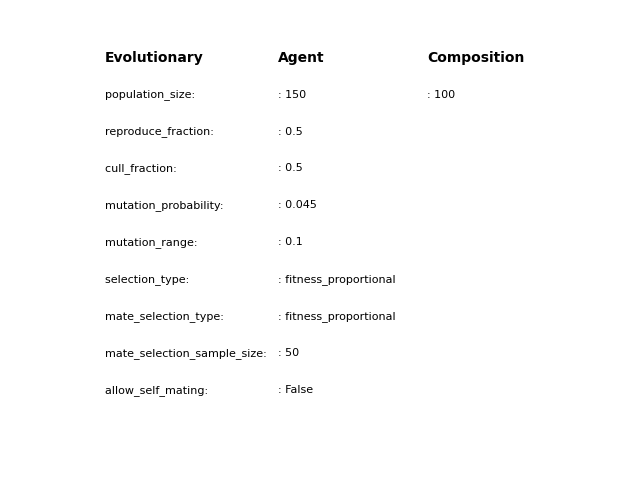 Evolutionary Agent Composition
population_size: : 150 : 100
reproduce_fraction: : 0.5
cull_fraction: : 0.5
mutation_probability: : 0.045
mutation_range: : 0.1
selection_type: : fitness_proportional
mate_selection_type: : fitness_proportional
mate_selection_sample_size: : 50
allow_self_mating: : False